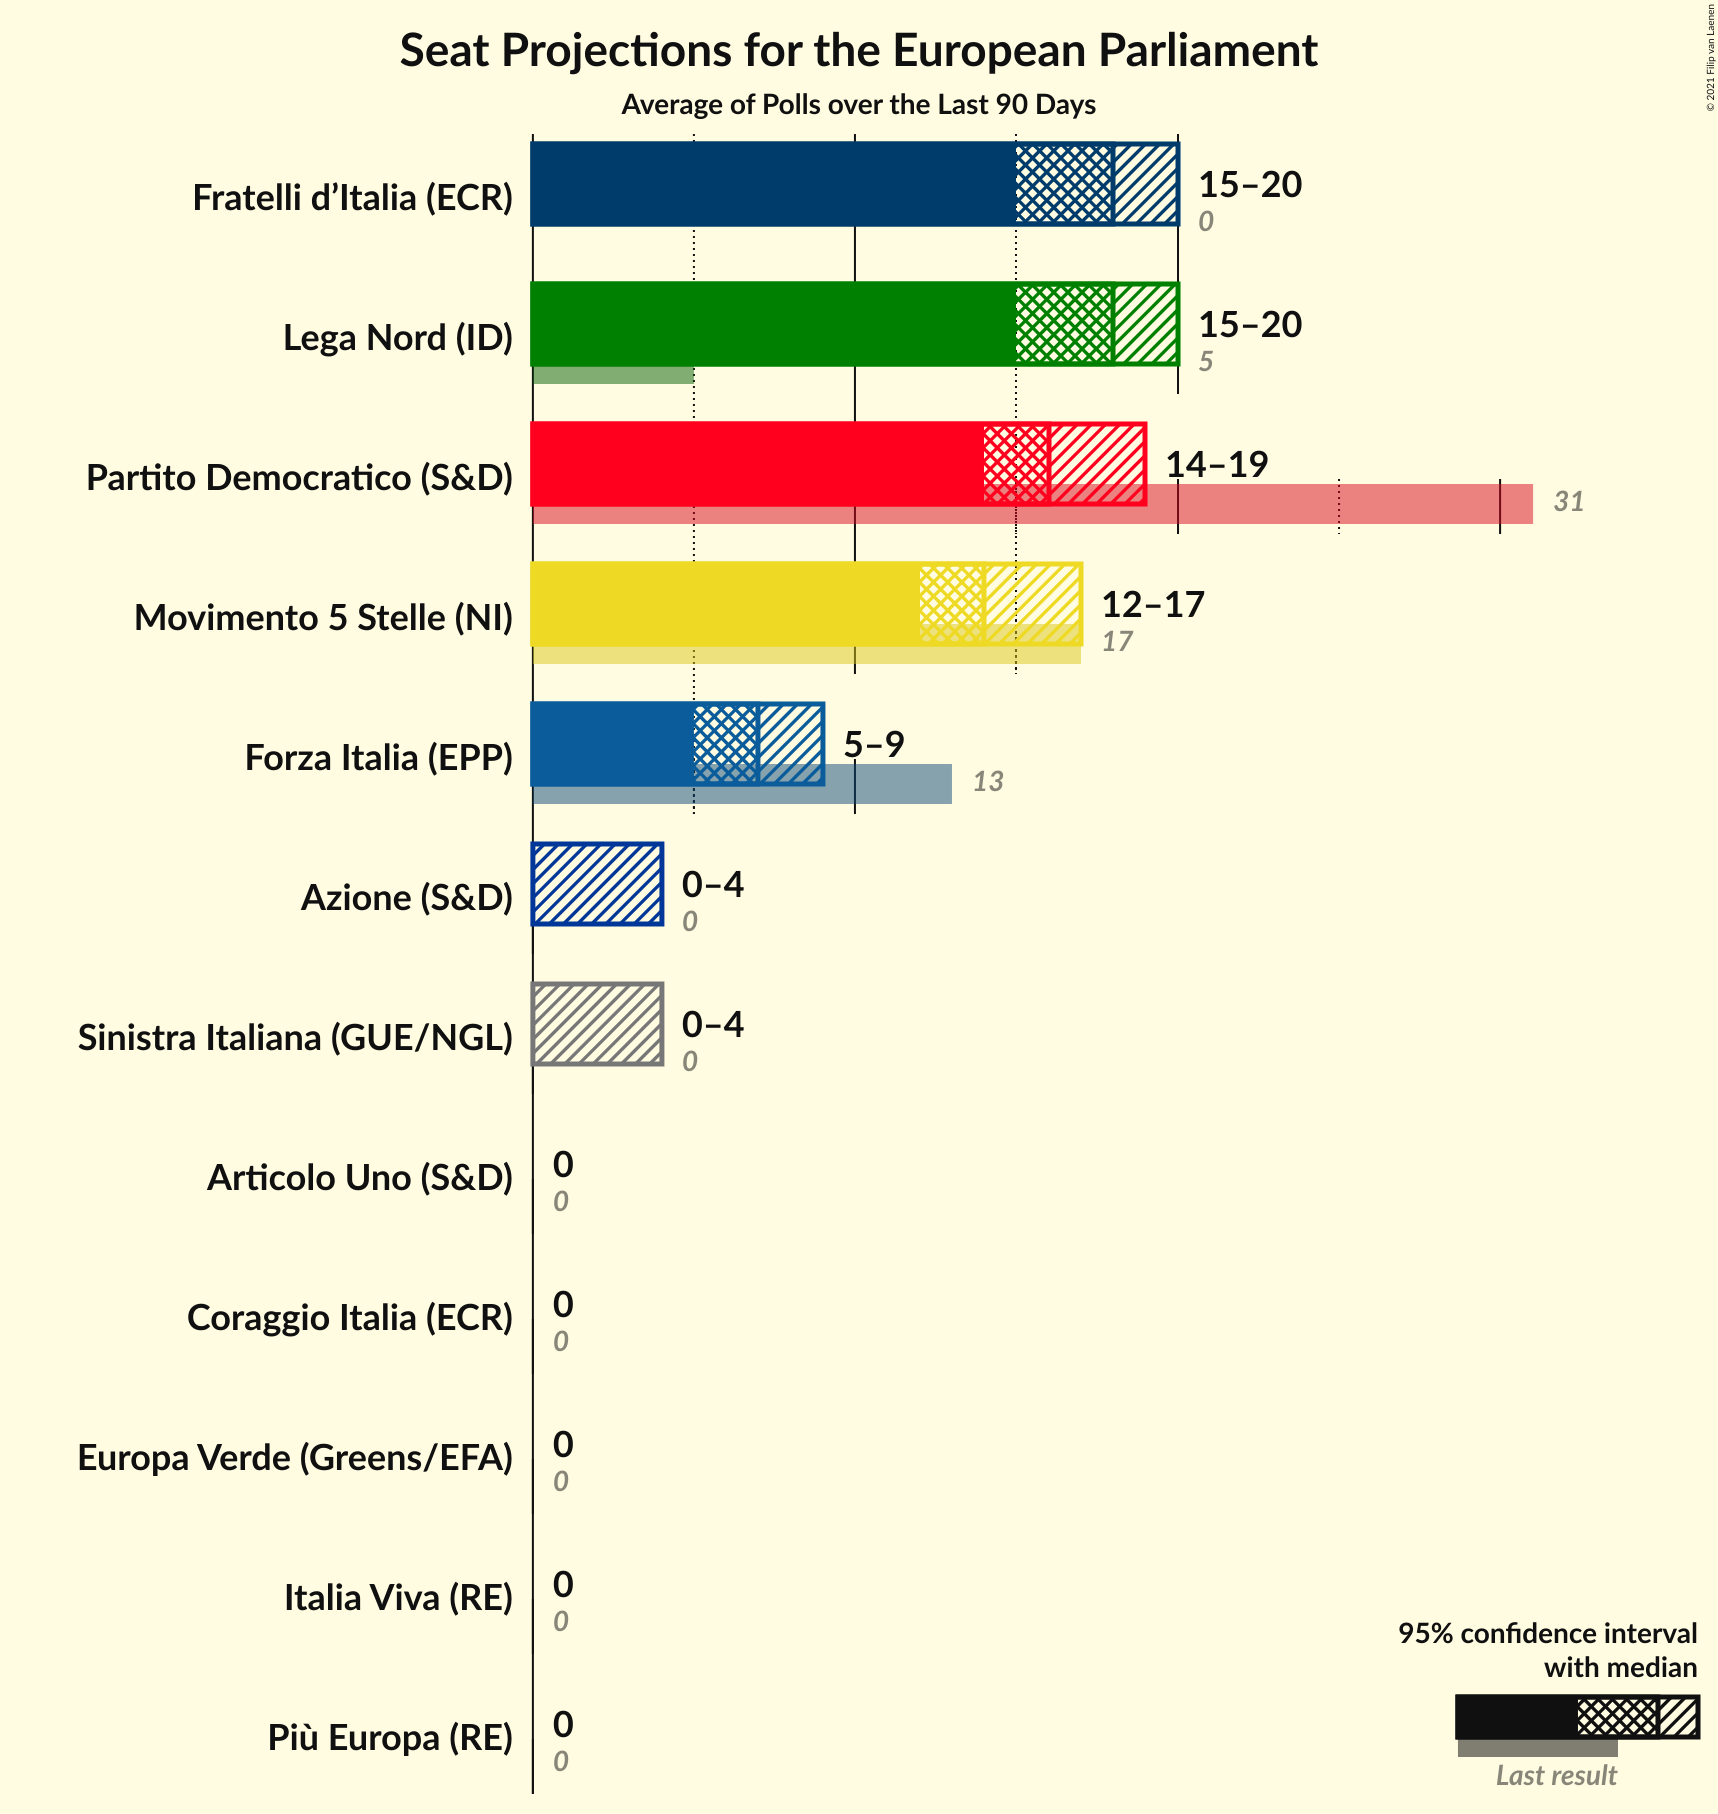 Seat Projections for the European Parliament
Average of Polls over the Last 90 Days
© 2021 Filip van Laenen
Fratelli d’Italia (ECR)
15–20
0
Lega Nord (ID)
15–20
5
Partito Democratico (S&D)
14–19
31
Movimento 5 Stelle (NI)
12–17
17
Forza Italia (EPP)
5–9
13
Azione (S&D)
0–4
0
Sinistra Italiana (GUE/NGL)
0–4
0
Articolo Uno (S&D)
0
0
Coraggio Italia (ECR)
0
0
Europa Verde (Greens/EFA)
0
0
Italia Viva (RE)
0
0
Più Europa (RE)
0
0
95% confidence interval
with median
Last result